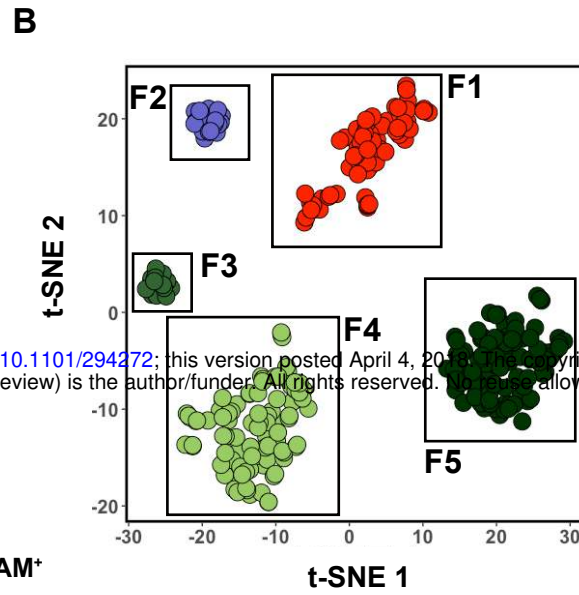 B
F2
F1
20
10
F3
t-SNE 2
0
F4
10.1101/294272; this version posted April 4, 2018. The copyri
eview) is the author/funder. All rights reserved. No reuse allow
-10
F5
-20
-30 -20 -10 0 10 20 30
AM+
t-SNE 1